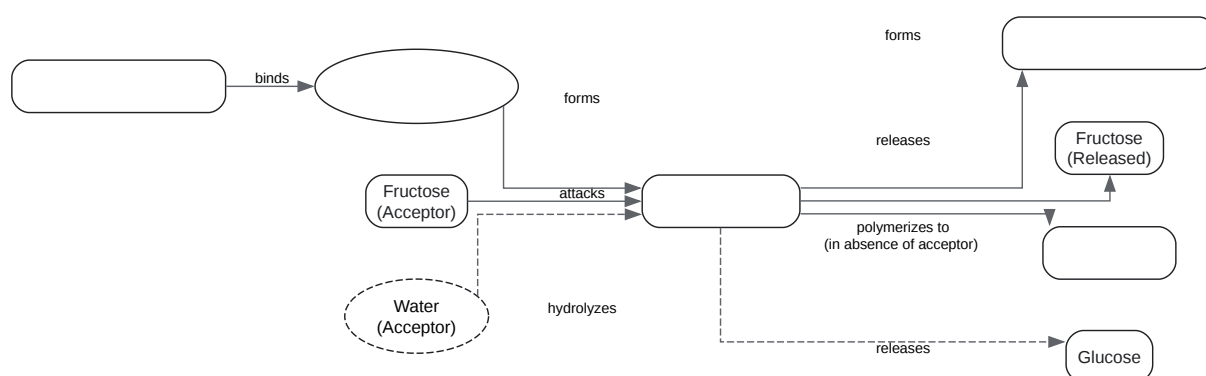 forms
binds
forms
releases
Fructose
(Released)
Fructose
(Acceptor)
attacks
polymerizes to
(in absence of acceptor)
Water
(Acceptor)
hydrolyzes
releases
Glucose